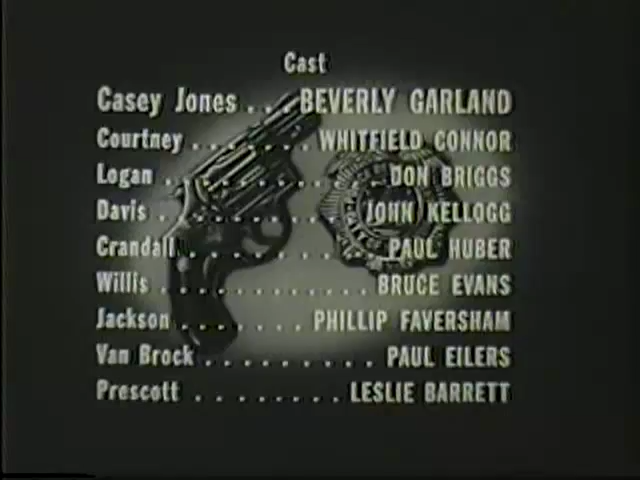 Cast
Casey Jones . . . BEVERLY GARLAND
Courtney . . . . . . . WHITFIELD CONNOR
Logan . . . . . . . . . . . . DON BRIGGS
Davis . . . . . . . . . . . JOHN KELLOGG
Crandall . . . . . . . . . . . PAUL HUBER
Willis . . . . . . . . . . . . BRUCE EVANS
Jackson . . . . . . . PHILLIP FAVERSHAM
Van Brock . . . . . . . . . PAUL EILERS
Prescott . . . . . . . . LESLIE BARRETT